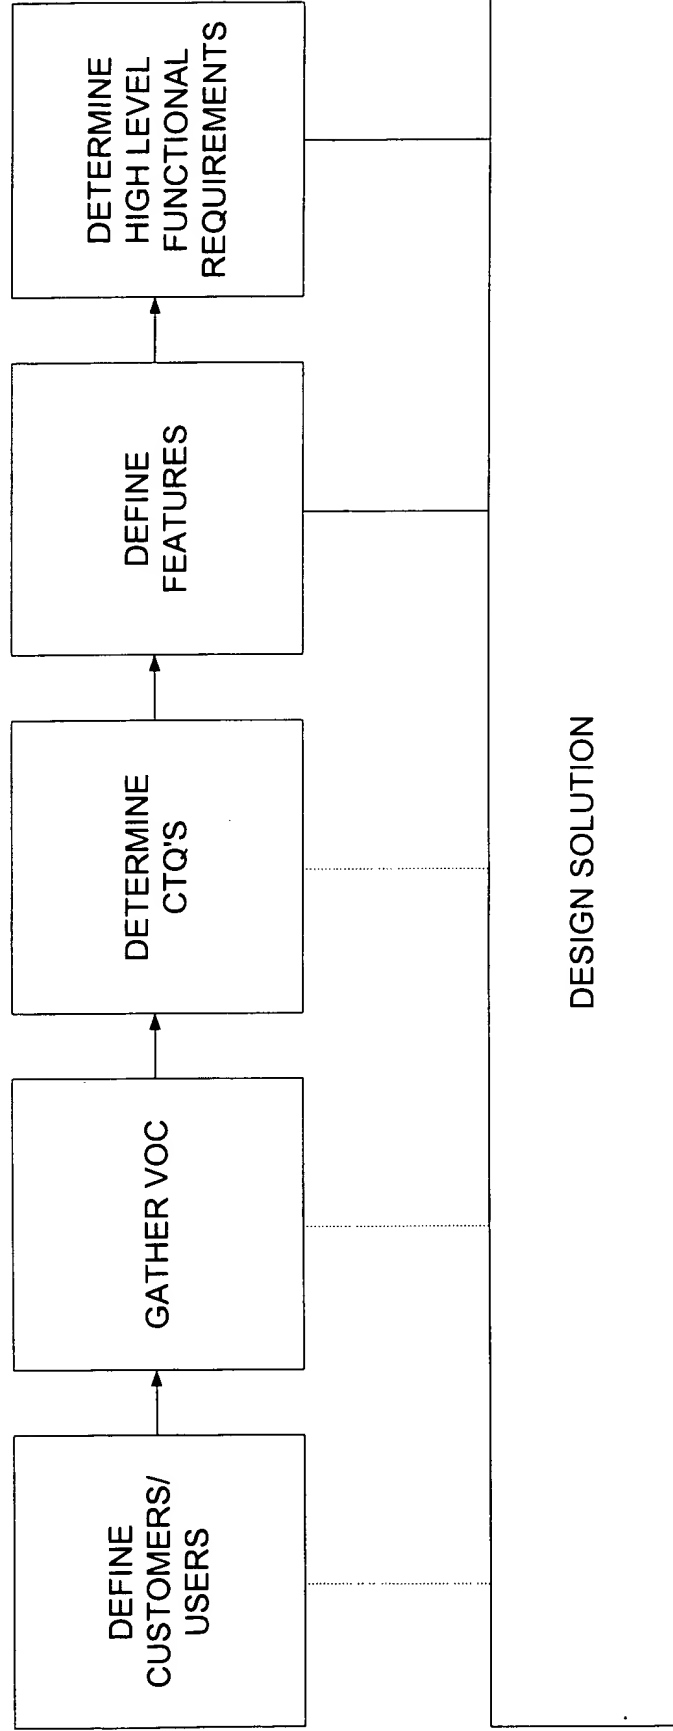 DEFINE
CUSTOMERS/
USERS
GATHER VOC
DETERMINE
CTQ'S
DEFINE
FEATURES
DETERMINE
HIGH LEVEL
FUNCTIONAL
REQUIREMENTS
DESIGN SOLUTION